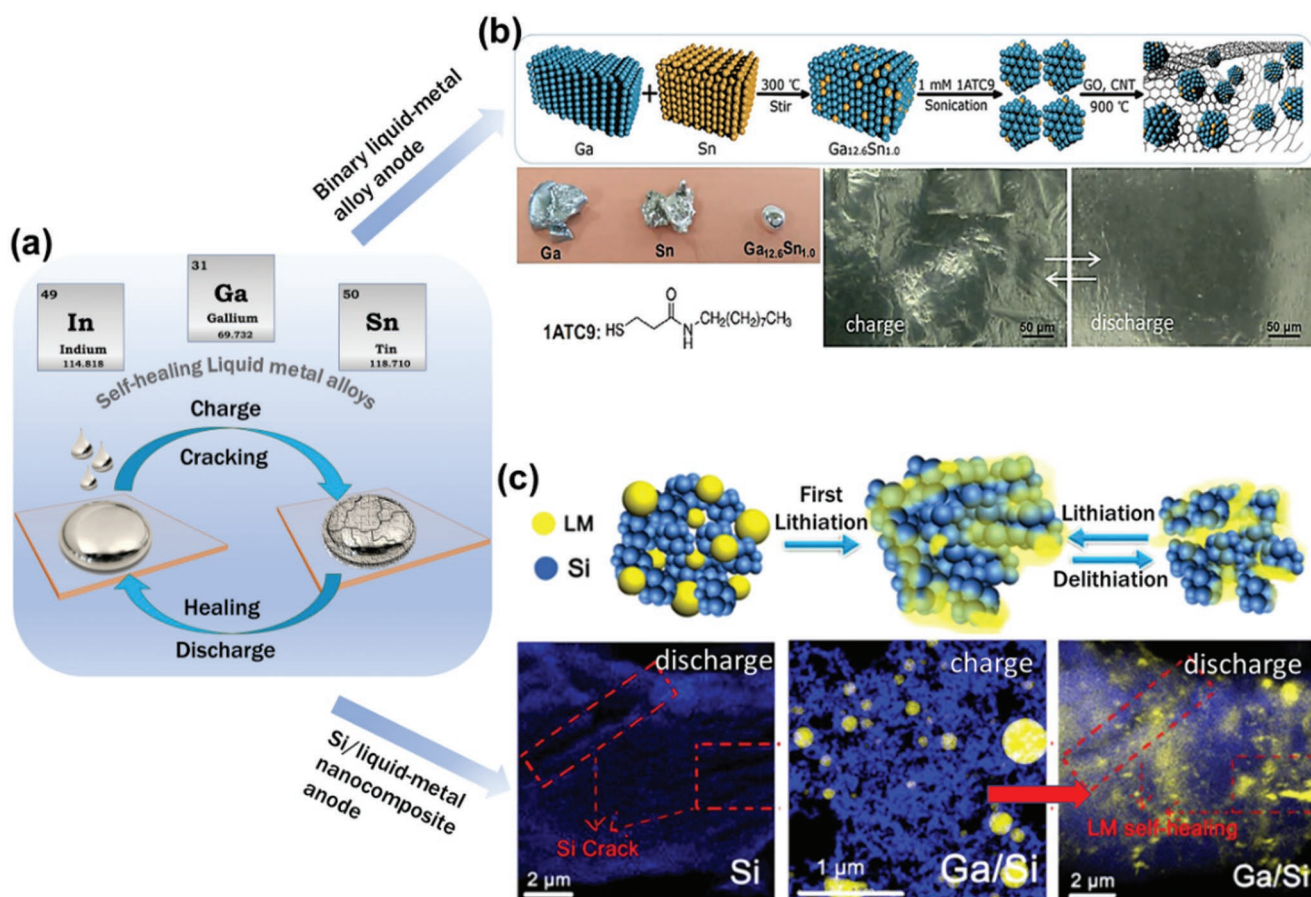 (a)
49
In
Indium
114.818
31
Ga
Gallium
69.732
50
Sn
Tin
118.710
Self-healing Liquid metal alloys
Charge
Cracking
Healing
Discharge
Binary liquid-metal
alloy anode
Si/liquid-metal
nanocomposite
anode
(b)
Ga
+
Sn
300 ℃
Stir
Ga12.6Sn1.0
1 mM 1ATC9
Sonication
GO, CNT
900 ℃
Ga
Sn
Ga12.6Sn1.0
1ATC9: HS
O
N
H
CH2(CH2)7CH3
charge
50 μm
discharge
50 μm
(c)
LM
Si
First
Lithiation
Lithiation
Delithiation
discharge
Si Crack
2 μm
Si
charge
1 μm
Ga/Si
discharge
LM self-healing
2 μm
Ga/Si